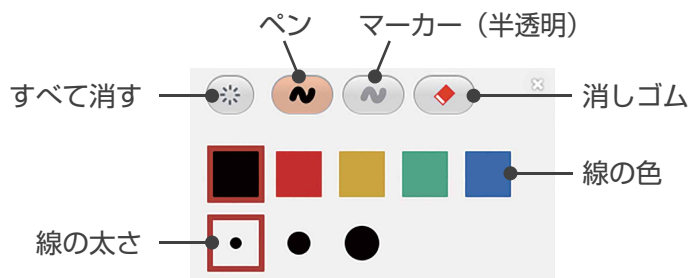 ペン
マーカー（半透明）
すべて消す
消しゴム
線の色
線の太さ